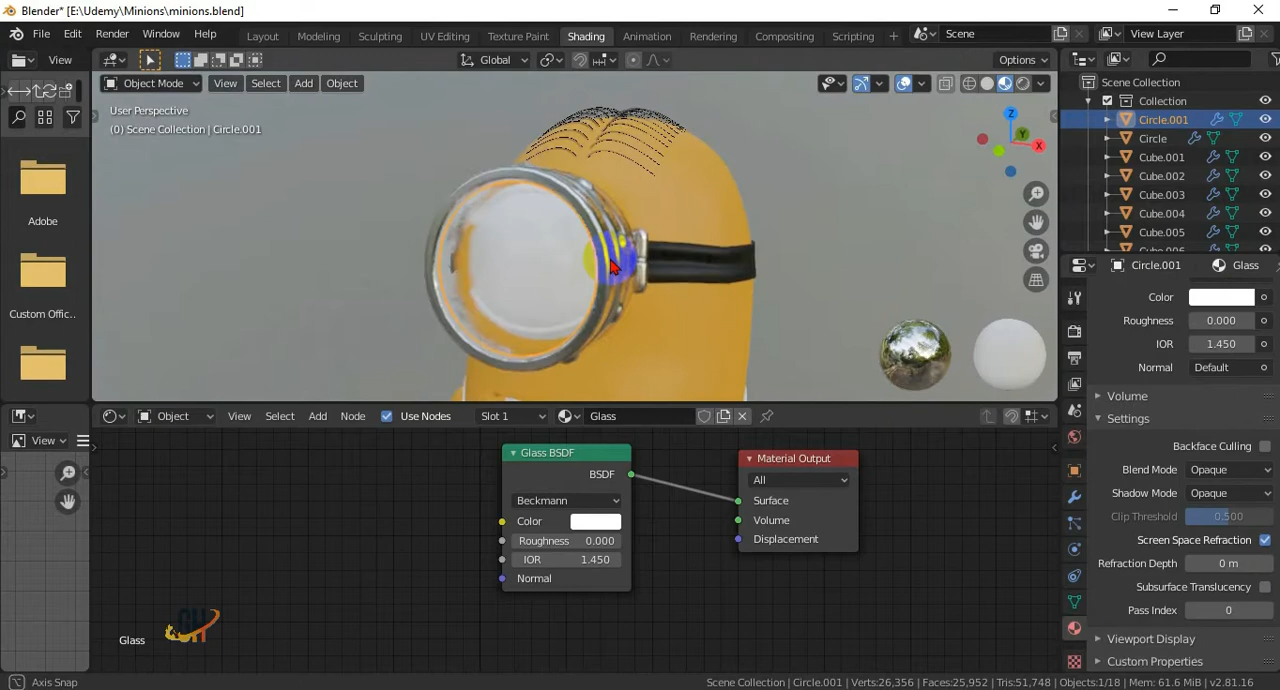 Blender* [E:\Udemy\Minions\minions.blend]
File Edit Render Window Help Layout Modeling Sculpting UV Editing Texture Paint Shading Animation Rendering Compositing Scripting + Scene View Layer
View Global Options
Object Mode View Select Add Object
User Perspective
(0) Scene Collection | Circle.001
Z
Y
X
Adobe
Custom Offic..
Scene Collection
Collection
Circle.001
Circle
Cube.001
Cube.002
Cube.003
Cube.004
Cube.005
Cube.006
Circle.001 Glass
Color
Roughness 0.000
IOR 1.450
Normal Default
Volume
Settings
Backface Culling
Blend Mode Opaque
Shadow Mode Opaque
Clip Threshold 0.500
Screen Space Refraction
Refraction Depth 0 m
Subsurface Translucency
Pass Index 0
Viewport Display
Custom Properties
View
Object View Select Add Node Use Nodes Slot 1 Glass
Glass BSDF
BSDF
Beckmann
Color
Roughness 0.000
IOR 1.450
Normal
Material Output
All
Surface
Volume
Displacement
Glass
Axis Snap
Scene Collection | Circle.001 | Verts:26,356 | Faces:25,952 | Tris:51,748 | Objects:1/18 | Mem: 61.6 MiB | v2.81.16